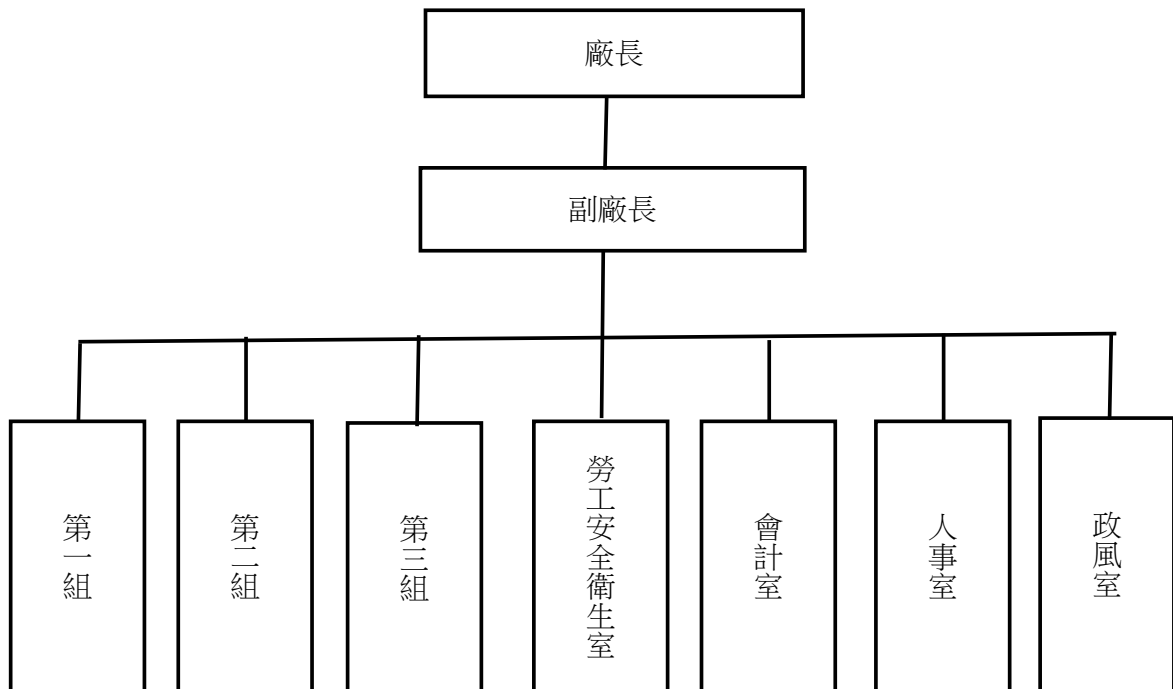 廠長
副廠長
第一組
第二組
第三組
勞工安全衛生室
會計室
人事室
政風室